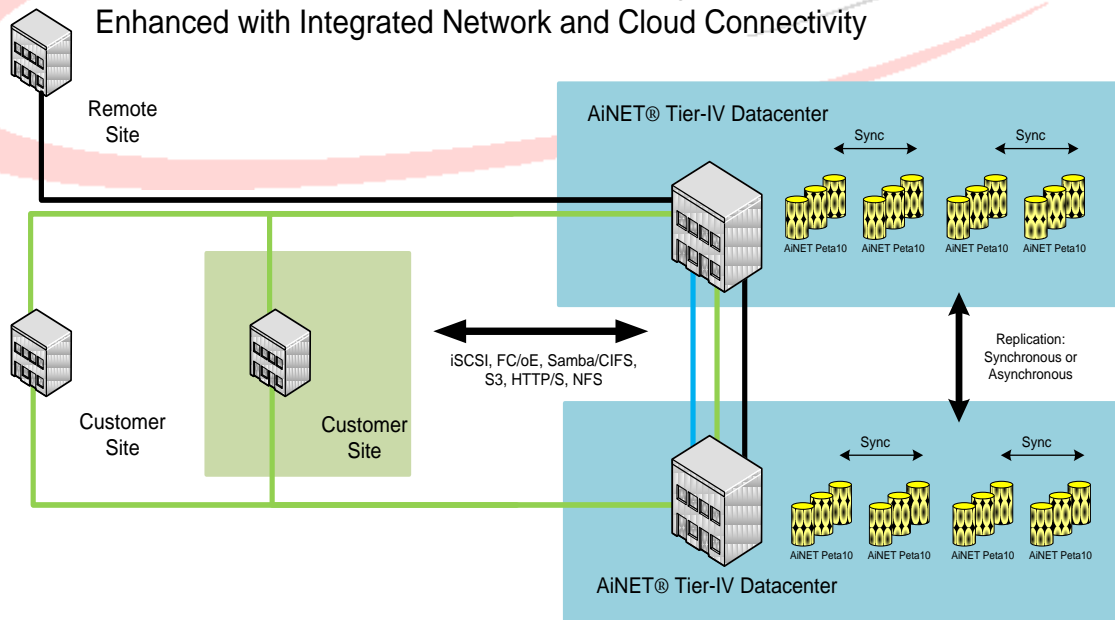 Enhanced with Integrated Network and Cloud Connectivity
Remote
Site
AiNET® Tier-IV Datacenter
Sync
Sync
AiNET Peta10
AiNET Peta10
AiNET Peta10
AiNET Peta10
iSCSI, FC/oE, Samba/CIFS,
S3, HTTP/S, NFS
Replication:
Synchronous or
Asynchronous
Customer
Site
Customer
Site
Sync
Sync
AiNET Peta10
AiNET Peta10
AiNET Peta10
AiNET Peta10
AiNET® Tier-IV Datacenter